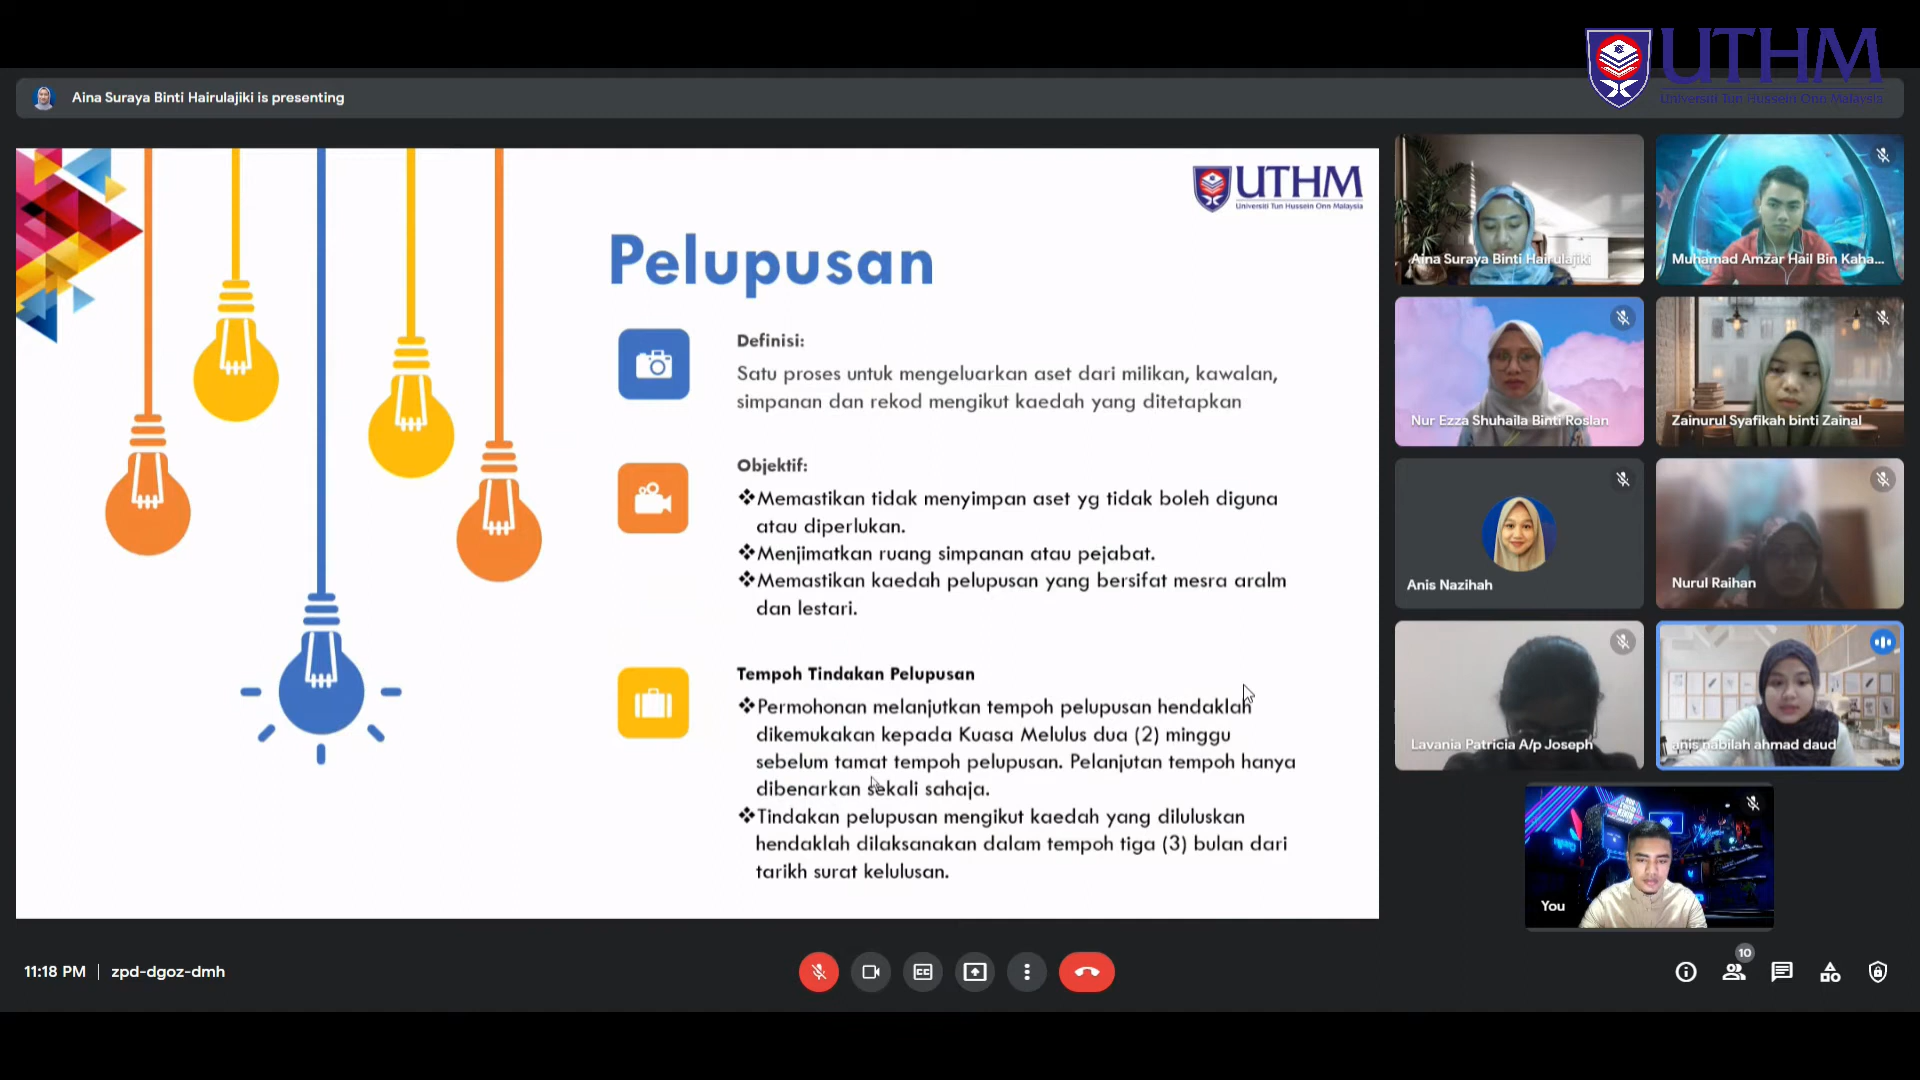 UTHM
Universiti Tun Hussein Onn Malaysia
Aina Suraya Binti Hairulajiki is presenting
UTHM
Universiti Tun Hussein Onn Malaysia
Pelupusan
Definisi:
Satu proses untuk mengeluarkan aset dari milikan, kawalan,
simpanan dan rekod mengikut kaedah yang ditetapkan
Objektif:
❖Memastikan tidak menyimpan aset yg tidak boleh diguna
atau diperlukan.
❖Menjimatkan ruang simpanan atau pejabat.
❖Memastikan kaedah pelupusan yang bersifat mesra aralm
dan lestari.
Tempoh Tindakan Pelupusan
❖Permohonan melanjutkan tempoh pelupusan hendaklah
dikemukakan kepada Kuasa Melulus dua (2) minggu
sebelum tamat tempoh pelupusan. Pelanjutan tempoh hanya
dibenarkan sekali sahaja.
❖Tindakan pelupusan mengikut kaedah yang diluluskan
hendaklah dilaksanakan dalam tempoh tiga (3) bulan dari
tarikh surat kelulusan.
Aina Suraya Binti Hairulajiki
Muhamad Amzar Hail Bin Kaha...
Nur Ezza Shuhaila Binti Roslan
Zainurul Syafikah binti Zainal
Anis Nazihah
Nurul Raihan
Lavania Patricia A/p Joseph
anis nabilah ahmad daud
You
11:18 PM | zpd-dgoz-dmh
CC
10